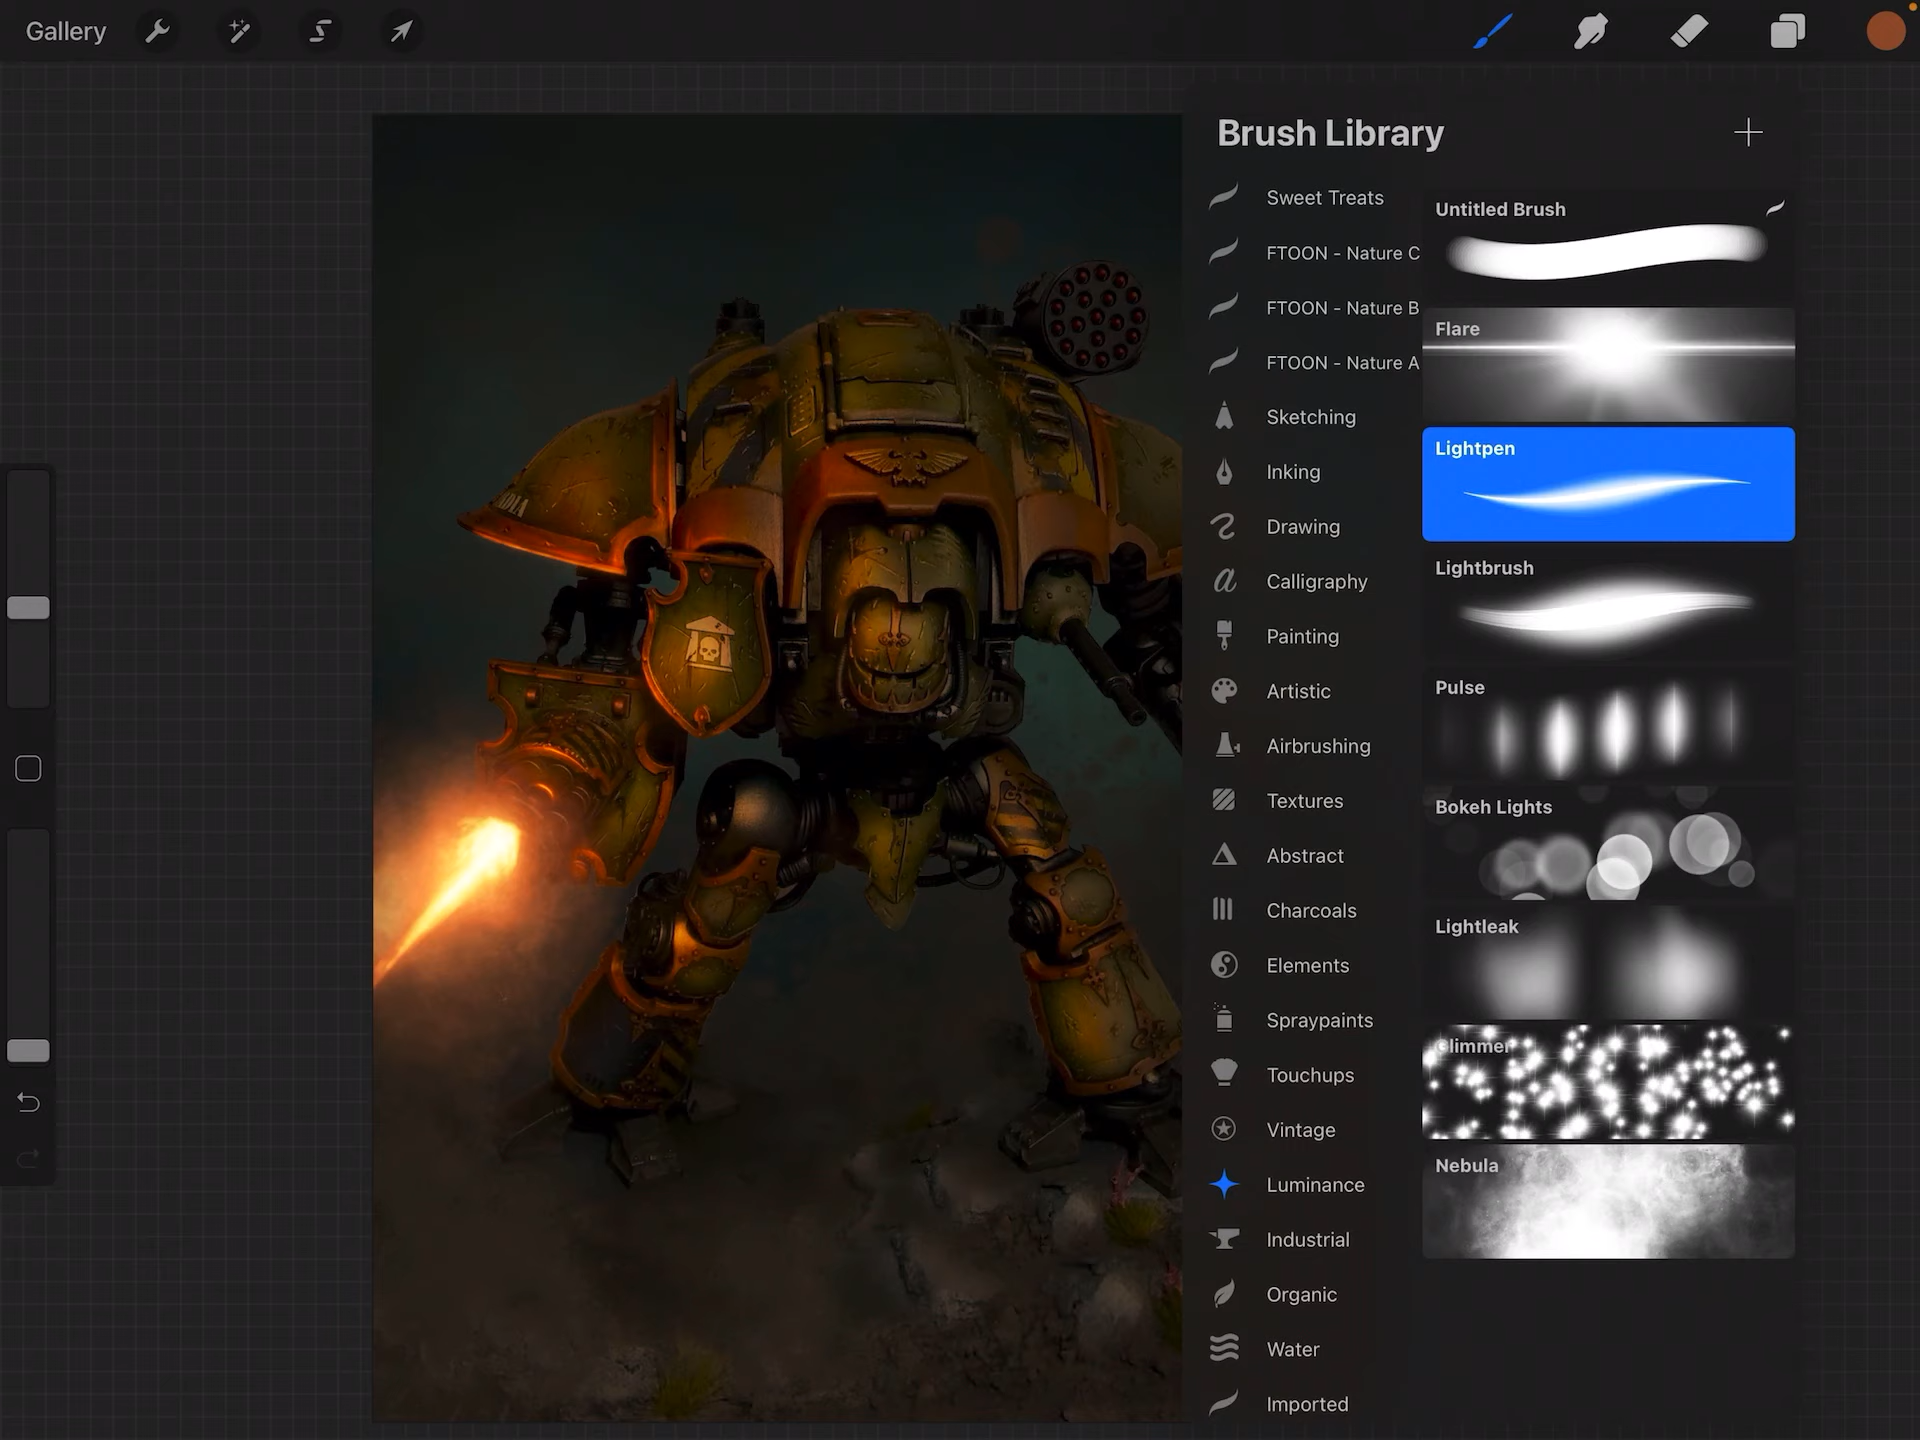 Gallery
Brush Library
Sweet Treats
FTOON - Nature C
FTOON - Nature B
FTOON - Nature A
Sketching
Inking
Drawing
Calligraphy
Painting
Artistic
Airbrushing
Textures
Abstract
Charcoals
Elements
Spraypaints
Touchups
Vintage
Luminance
Industrial
Organic
Water
Imported
Untitled Brush
Flare
Lightpen
Lightbrush
Pulse
Bokeh Lights
Lightleak
Glimmer
Nebula